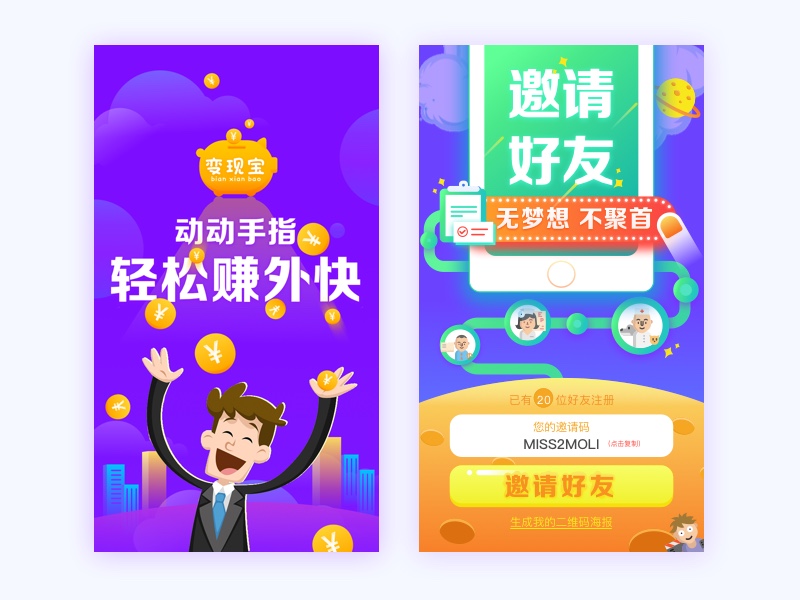 变现宝
bian xian bao
动动手指
轻松赚外快
邀请
好友
无梦想 不聚首
已有 20 位好友注册
您的邀请码
MISS2MOLI (点击复制)
邀请好友
生成我的二维码海报